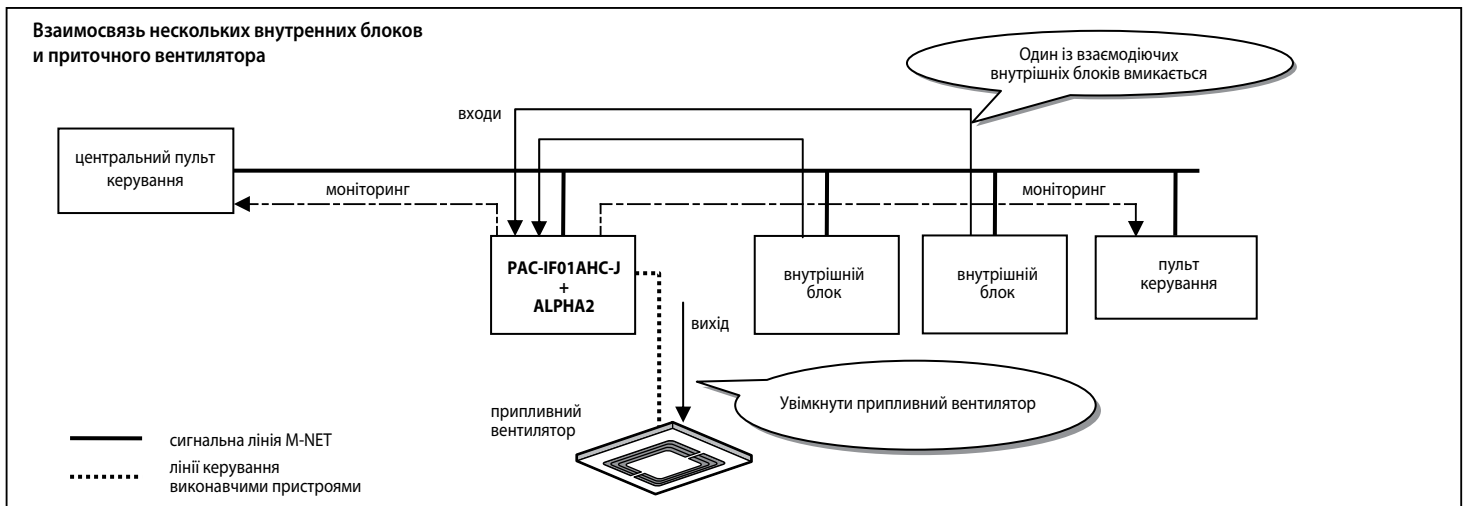 Взаимосвязь нескольких внутренних блоков
и приточного вентилятора
Один із взаємодіючих
внутрішніх блоків вмикається
входи
центральний пульт
керування
моніторинг
моніторинг
PAC-IF01AHC-J
+
ALPHA2
внутрішній
блок
внутрішній
блок
пульт
керування
вихід
Увімкнути припливний вентилятор
припливний
вентилятор
сигнальна лінія M-NET
лінії керування
виконавчими пристроями